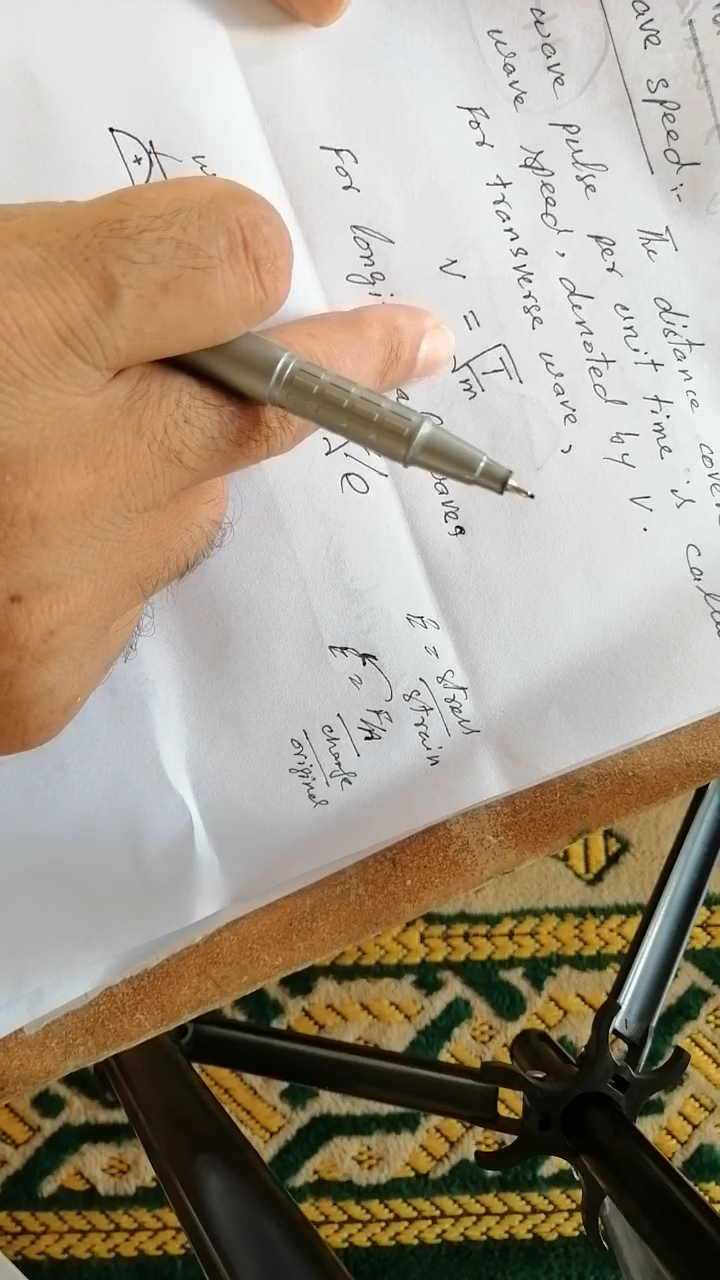 ave speed :- The distance cover
wave pulse per unit time is calle
wave speed, denoted by V.
For transverse wave,
V = √T/m
For longi
waves
√ /e
E = stress
strain
E = F/A
change
original
+